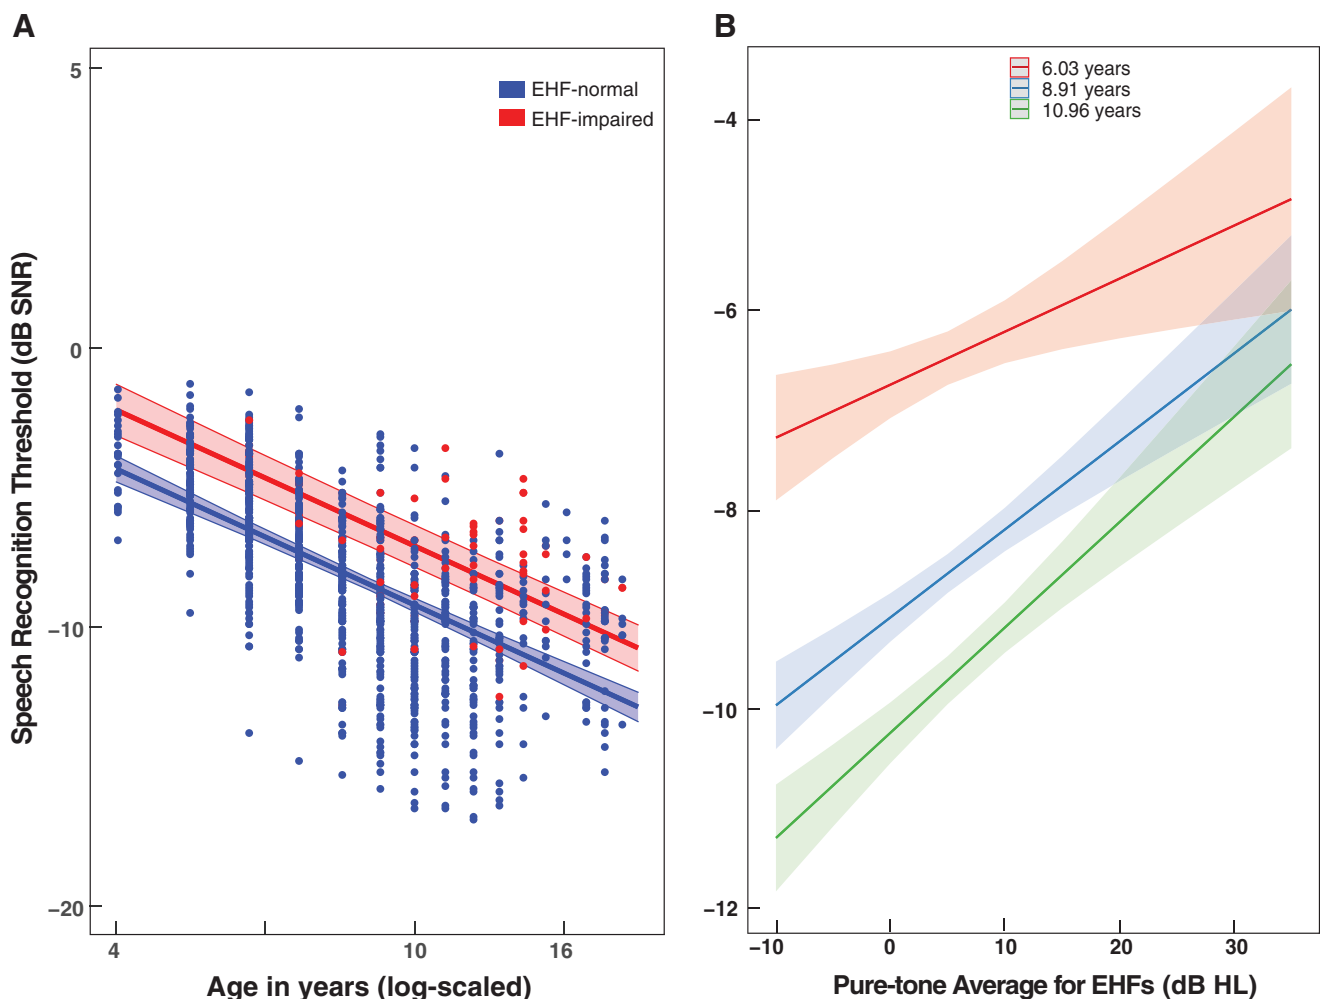 A
B
5
0
−10
−20
Speech Recognition Threshold (dB SNR)
EHF-normal
EHF-impaired
4
10
16
Age in years (log-scaled)
6.03 years
8.91 years
10.96 years
−4
−6
−8
−10
−12
−10
0
10
20
30
Pure-tone Average for EHFs (dB HL)